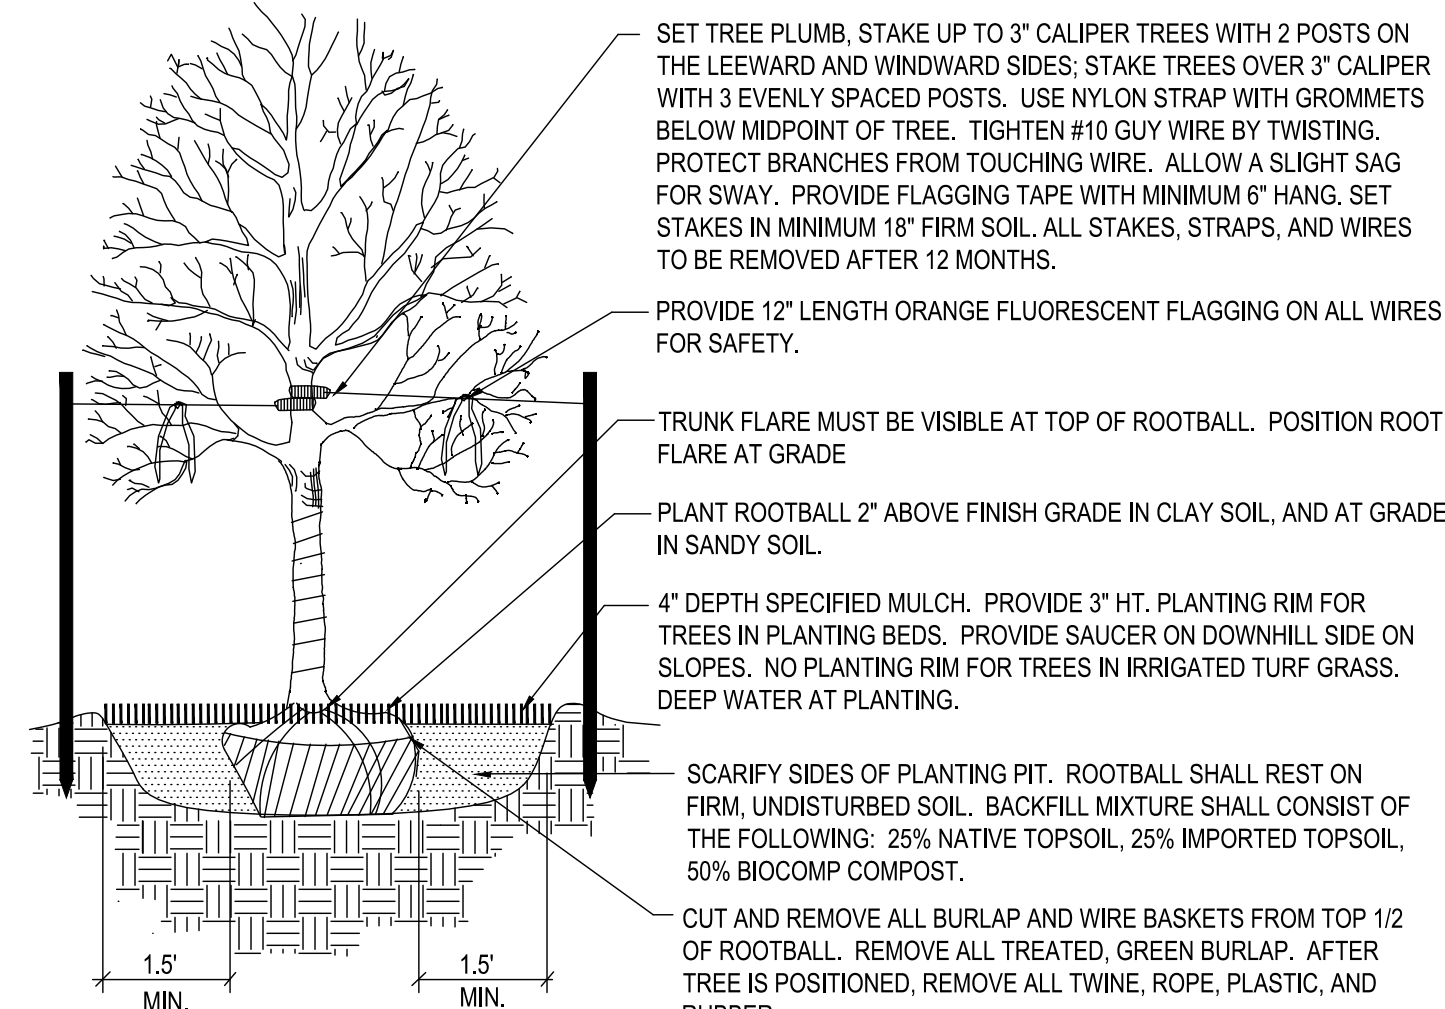 SET TREE PLUMB, STAKE UP TO 3" CALIPER TREES WITH 2 POSTS ON
THE LEEWARD AND WINDWARD SIDES; STAKE TREES OVER 3" CALIPER
WITH 3 EVENLY SPACED POSTS. USE NYLON STRAP WITH GROMMETS
BELOW MIDPOINT OF TREE. TIGHTEN #10 GUY WIRE BY TWISTING.
PROTECT BRANCHES FROM TOUCHING WIRE. ALLOW A SLIGHT SAG
FOR SWAY. PROVIDE FLAGGING TAPE WITH MINIMUM 6" HANG. SET
STAKES IN MINIMUM 18" FIRM SOIL. ALL STAKES, STRAPS, AND WIRES
TO BE REMOVED AFTER 12 MONTHS.
PROVIDE 12" LENGTH ORANGE FLUORESCENT FLAGGING ON ALL WIRES
FOR SAFETY.
TRUNK FLARE MUST BE VISIBLE AT TOP OF ROOTBALL. POSITION ROOT
FLARE AT GRADE
PLANT ROOTBALL 2" ABOVE FINISH GRADE IN CLAY SOIL, AND AT GRADE
IN SANDY SOIL.
4" DEPTH SPECIFIED MULCH. PROVIDE 3" HT. PLANTING RIM FOR
TREES IN PLANTING BEDS. PROVIDE SAUCER ON DOWNHILL SIDE ON
SLOPES. NO PLANTING RIM FOR TREES IN IRRIGATED TURF GRASS.
DEEP WATER AT PLANTING.
SCARIFY SIDES OF PLANTING PIT. ROOTBALL SHALL REST ON
FIRM, UNDISTURBED SOIL. BACKFILL MIXTURE SHALL CONSIST OF
THE FOLLOWING: 25% NATIVE TOPSOIL, 25% IMPORTED TOPSOIL,
50% BIOCOMP COMPOST.
CUT AND REMOVE ALL BURLAP AND WIRE BASKETS FROM TOP 1/2
OF ROOTBALL. REMOVE ALL TREATED, GREEN BURLAP. AFTER
TREE IS POSITIONED, REMOVE ALL TWINE, ROPE, PLASTIC, AND
1.5'
MIN.
1.5'
MIN.